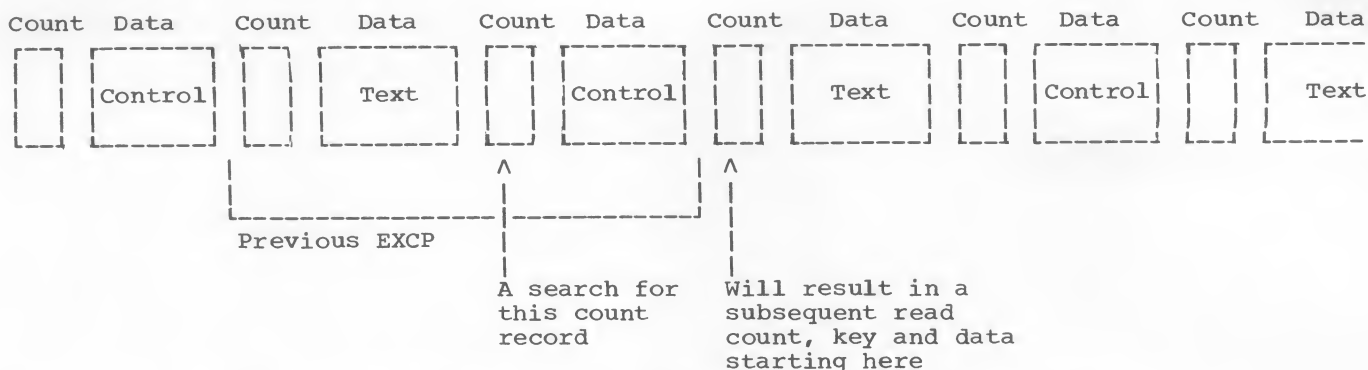 Count Data Count Data Count Data Count Data Count Data Count Data
Control Text Control Text Control Text
Previous EXCP
A search for
this count
record
Will result in a
subsequent read
count, key and data
starting here